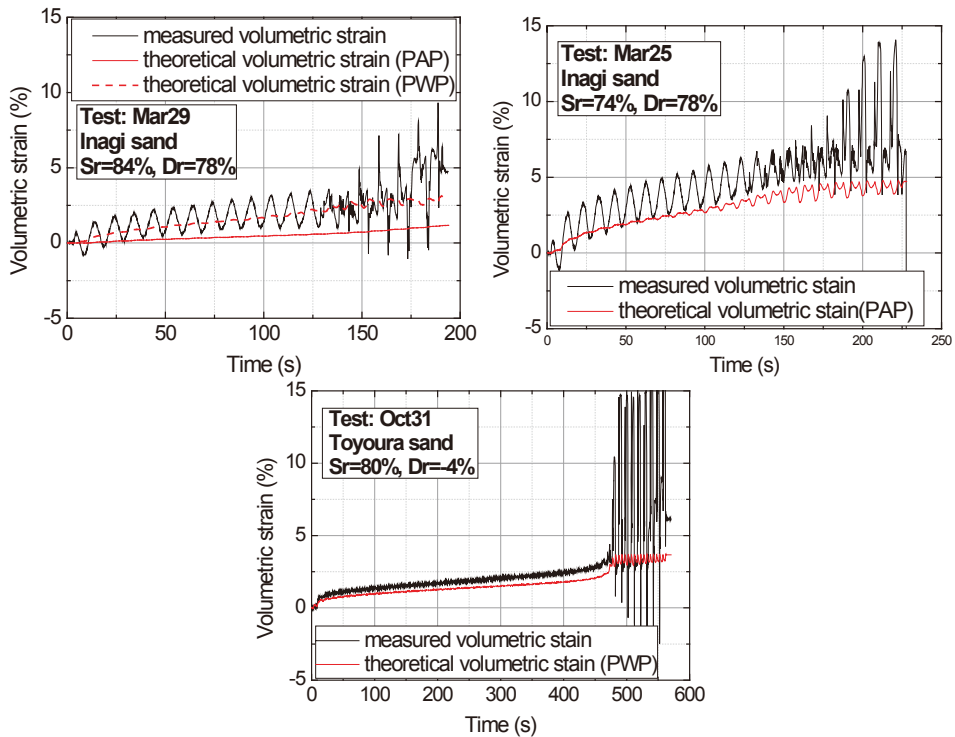 15
10
5
0
-5
Volumetric strain (%)
measured volumetric strain
theoretical volumetric strain (PAP)
theoretical volumetric strain (PWP)
Test: Mar29
Inagi sand
Sr=84%, Dr=78%
0
50
100
150
200
Time (s)
15
10
5
0
-5
Volumetric strain (%)
Test: Mar25
Inagi sand
Sr=74%, Dr=78%
measured volumetric stain
theoretical volumetric stain(PAP)
0
50
100
150
200
250
Time (s)
15
10
5
0
-5
Volumetric strain (%)
Test: Oct31
Toyoura sand
Sr=80%, Dr=-4%
measured volumetric stain
theoretical volumetric stain (PWP)
0
100
200
300
400
500
600
Time (s)